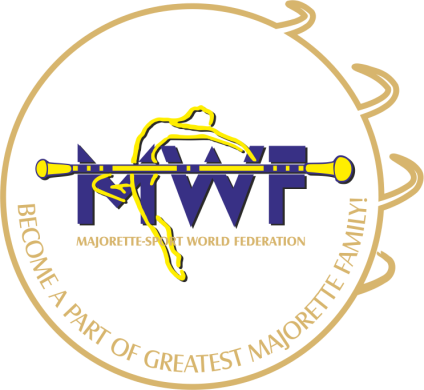 MWF
MAJORETTE-SPORT WORLD FEDERATION
BECOME A PART OF GREATEST MAJORETTE FAMILY!